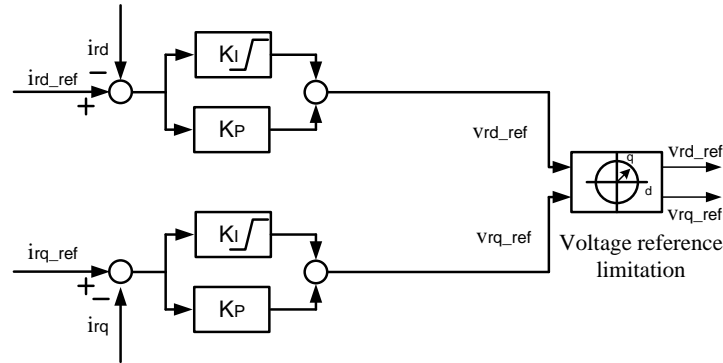 ird
−
ird_ref
+
KI
KP
vrd_ref
q
d
vrd_ref
vrq_ref
Voltage reference
limitation
vrq_ref
irq_ref
+
−
irq
KI
KP